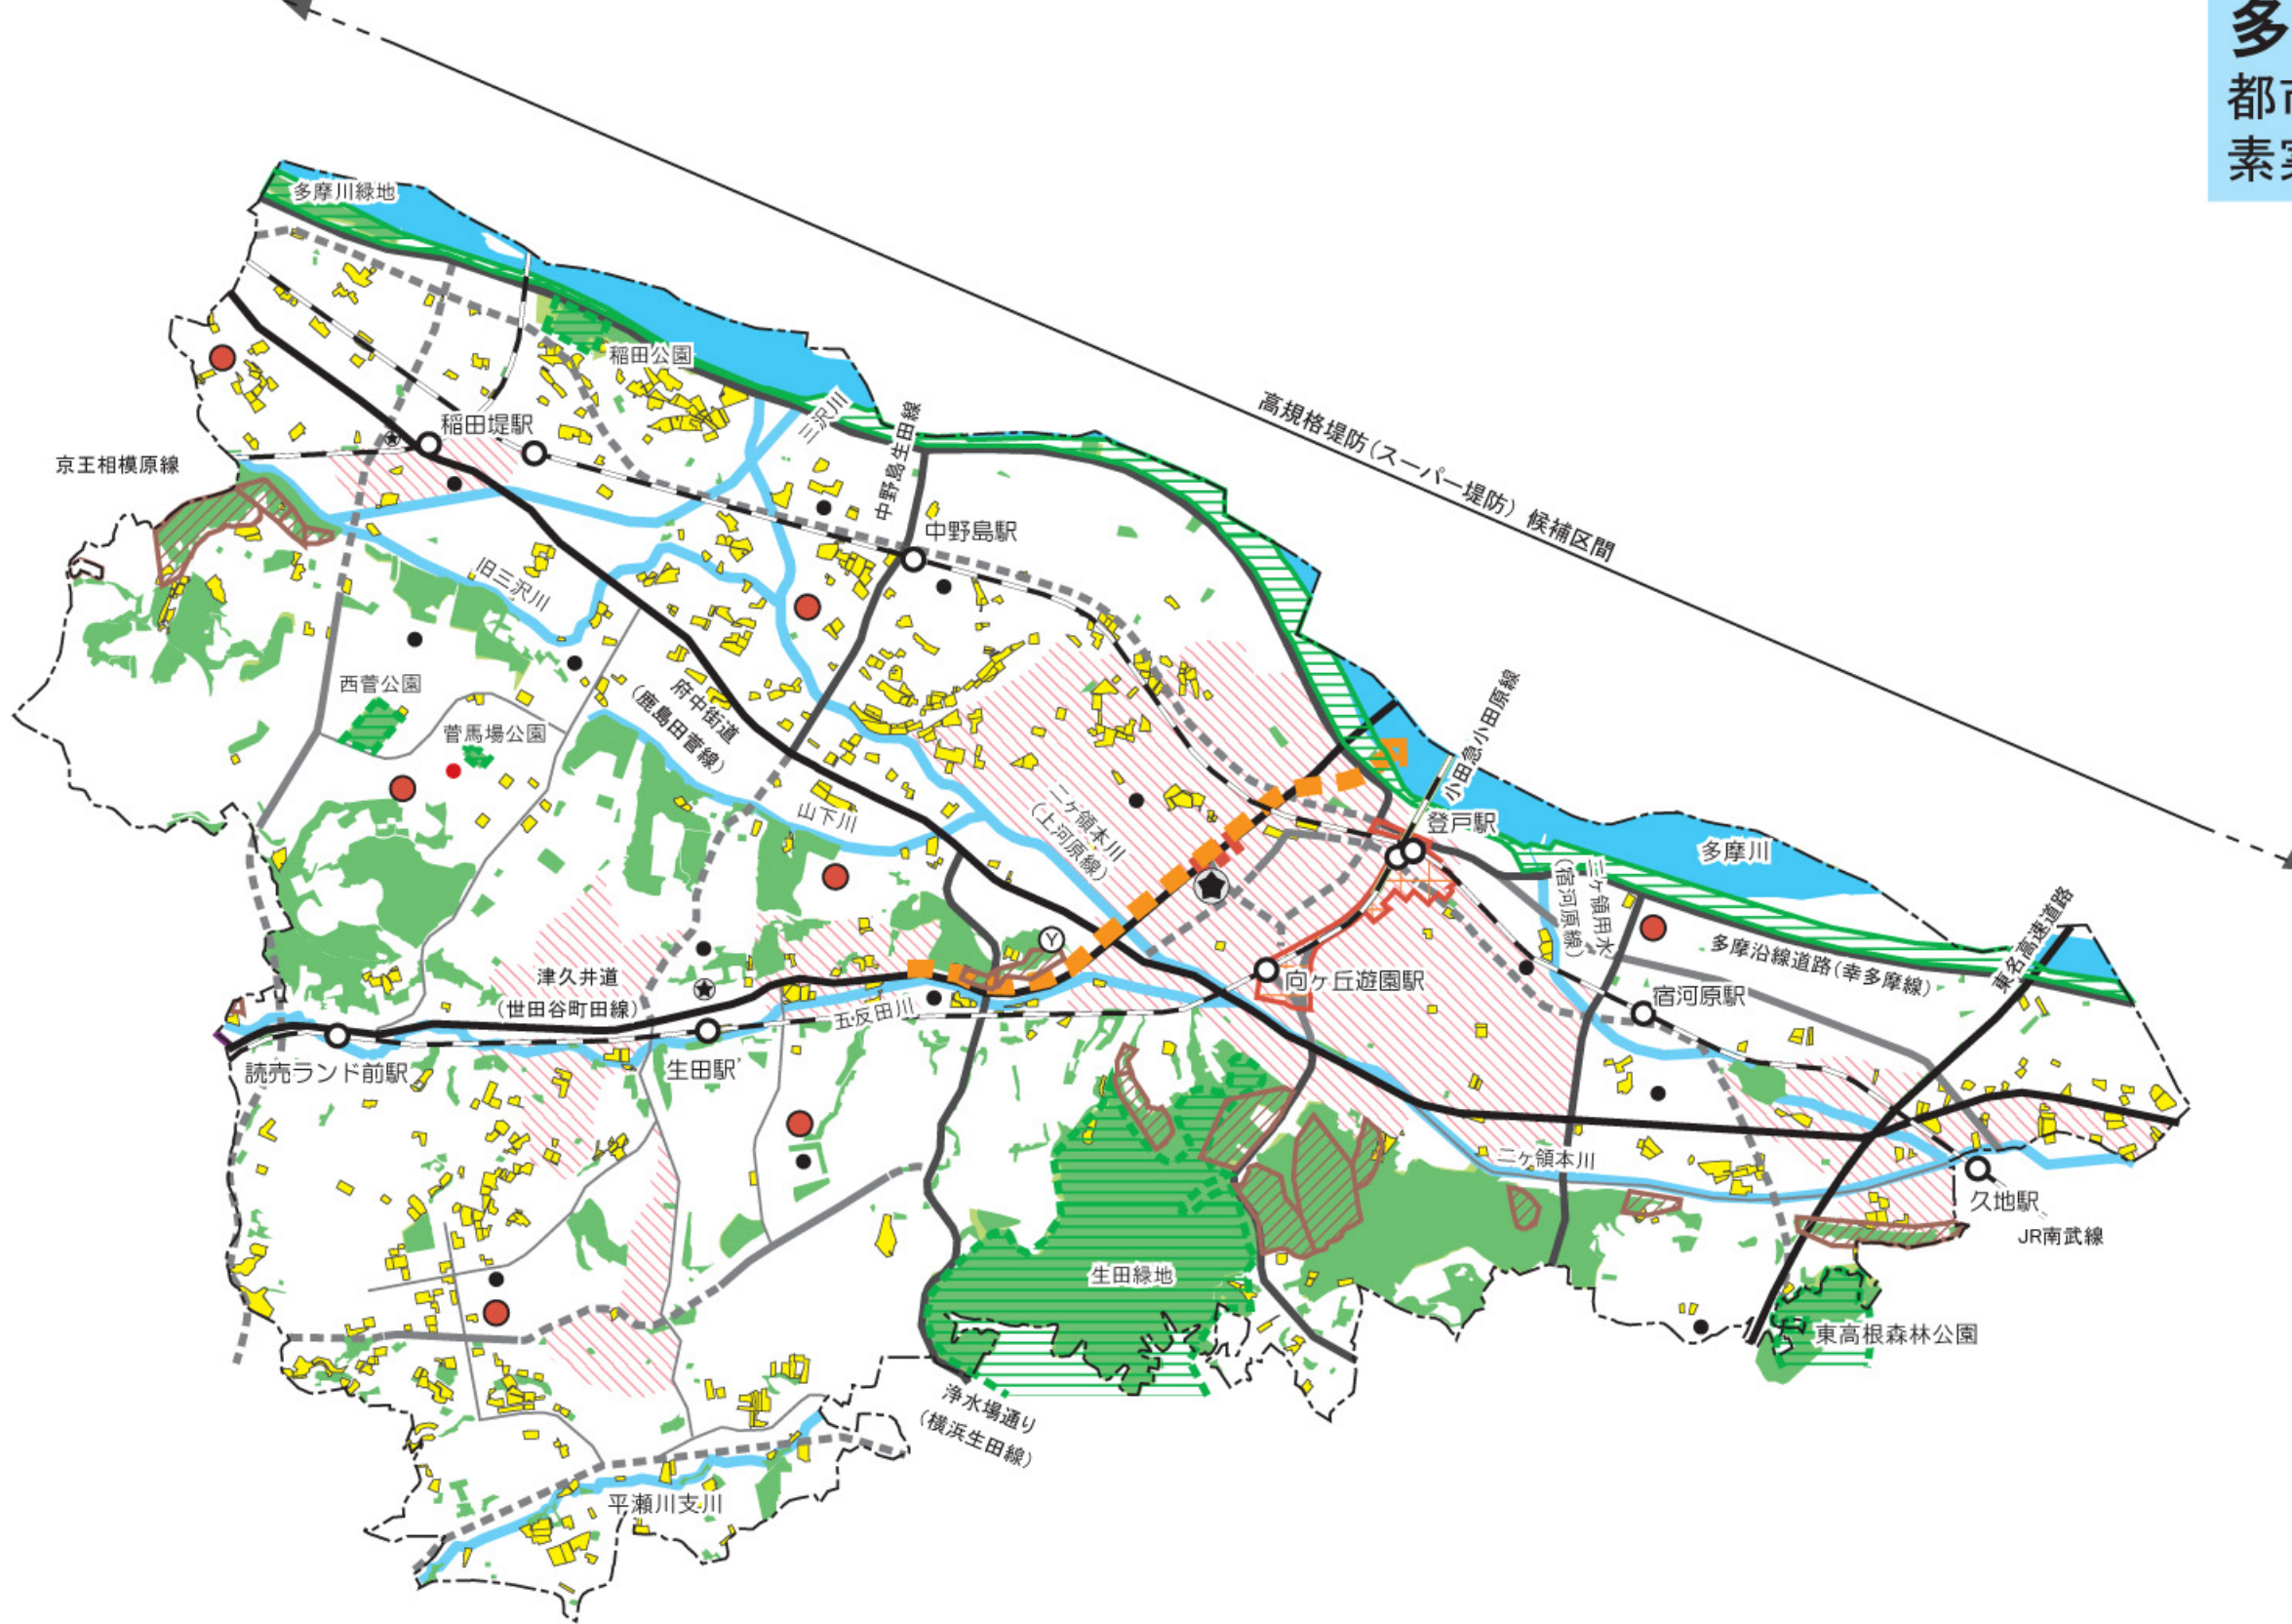 多
都市
素案
多摩川緑地
稲田公園
三沢川
中野島生田線
高規格堤防(スーパー堤防)候補区間
稲田堤駅
京王相模原線
中野島駅
旧三沢川
西菅公園
府中街道
(鹿島田菅線)
菅馬場公園
小田急小田原線
山下川
二ヶ領本川
(上河原線)
登戸駅
多摩川
二ヶ領用水
(宿河原線)
Y
多摩沿線道路(幸多摩線)
東名高速道路
津久井道
(世田谷町田線)
向ヶ丘遊園駅
宿河原駅
五反田川
読売ランド前駅
生田駅
二ヶ領本川
久地駅
JR南武線
生田緑地
東高根森林公園
浄水場通り
(横浜生田線)
平瀬川支川